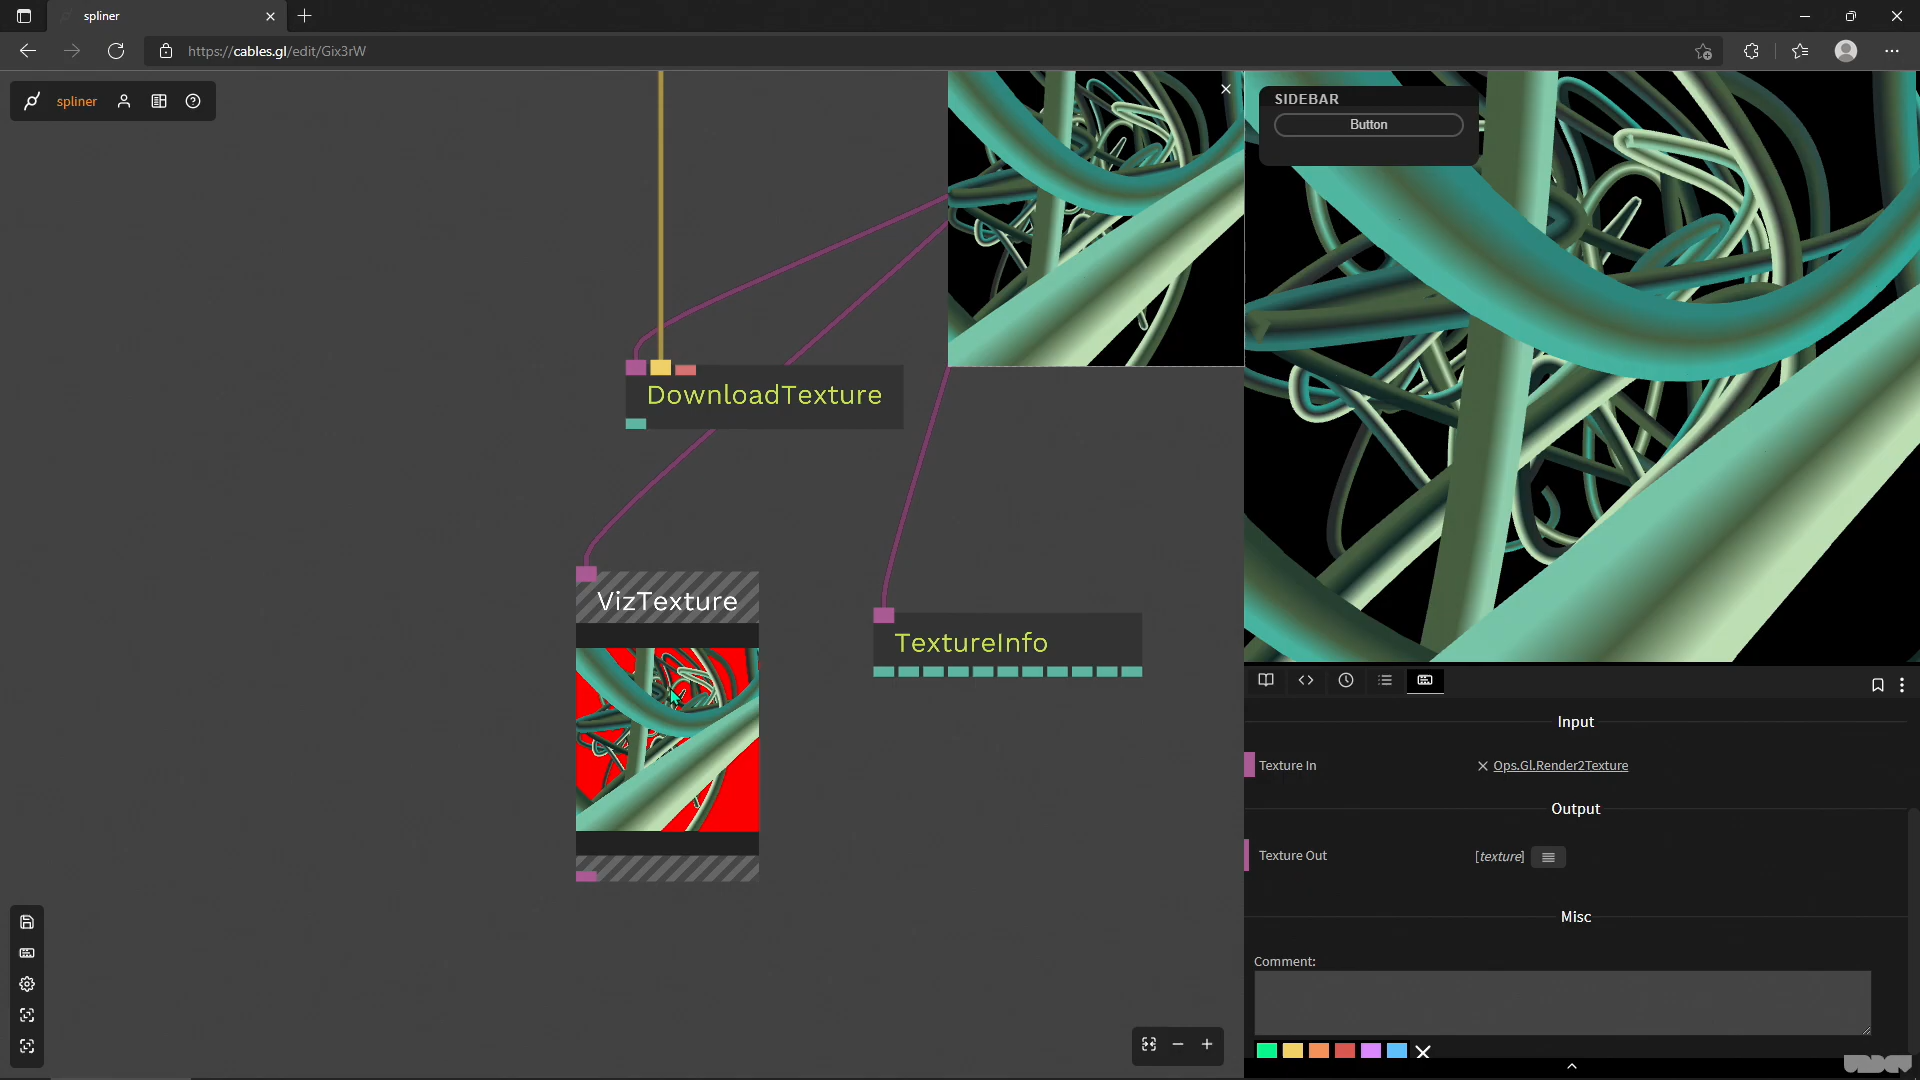 spliner
https://cables.gl/edit/Gix3rW
spliner
SIDEBAR
Button
DownloadTexture
VizTexture
TextureInfo
Input
Texture In
Ops.Gl.Render2Texture
Output
Texture Out
[texture]
Misc
Comment: